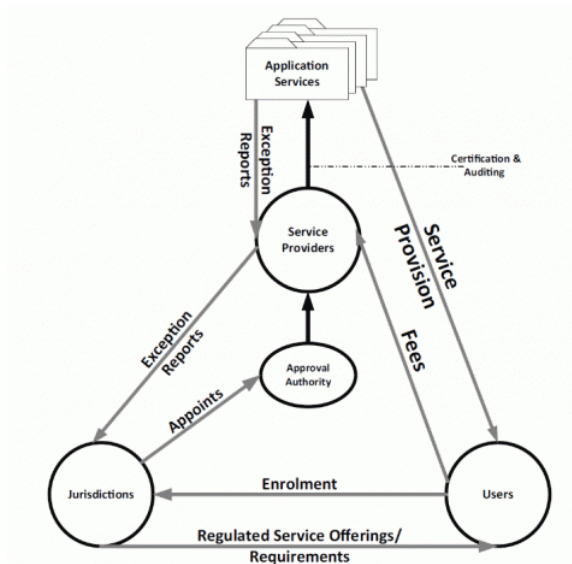 Application
Services
Exception
Reports
Certification &
Auditing
Service
Providers
Service
Provision
Exception
Reports
Fees
Approval
Authority
Appoints
Jurisdictions
Enrolment
Users
Regulated Service Offerings/
Requirements